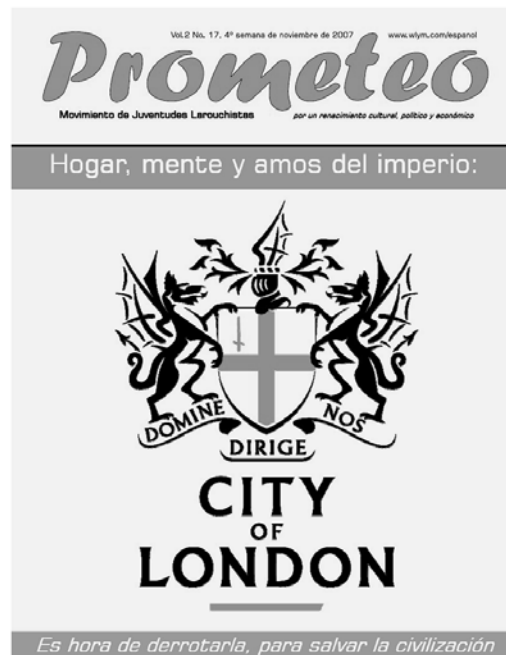 Vol.2 No. 17, 4ª semana de noviembre de 2007 www.wlym.com/espanol
Prometeo
Movimiento de Juventudes Larouchistas por un renacimiento cultural, político y económico
Hogar, mente y amos del imperio:
DOMINE DIRIGE NOS
CITY
OF
LONDON
Es hora de derrotarla, para salvar la civilización